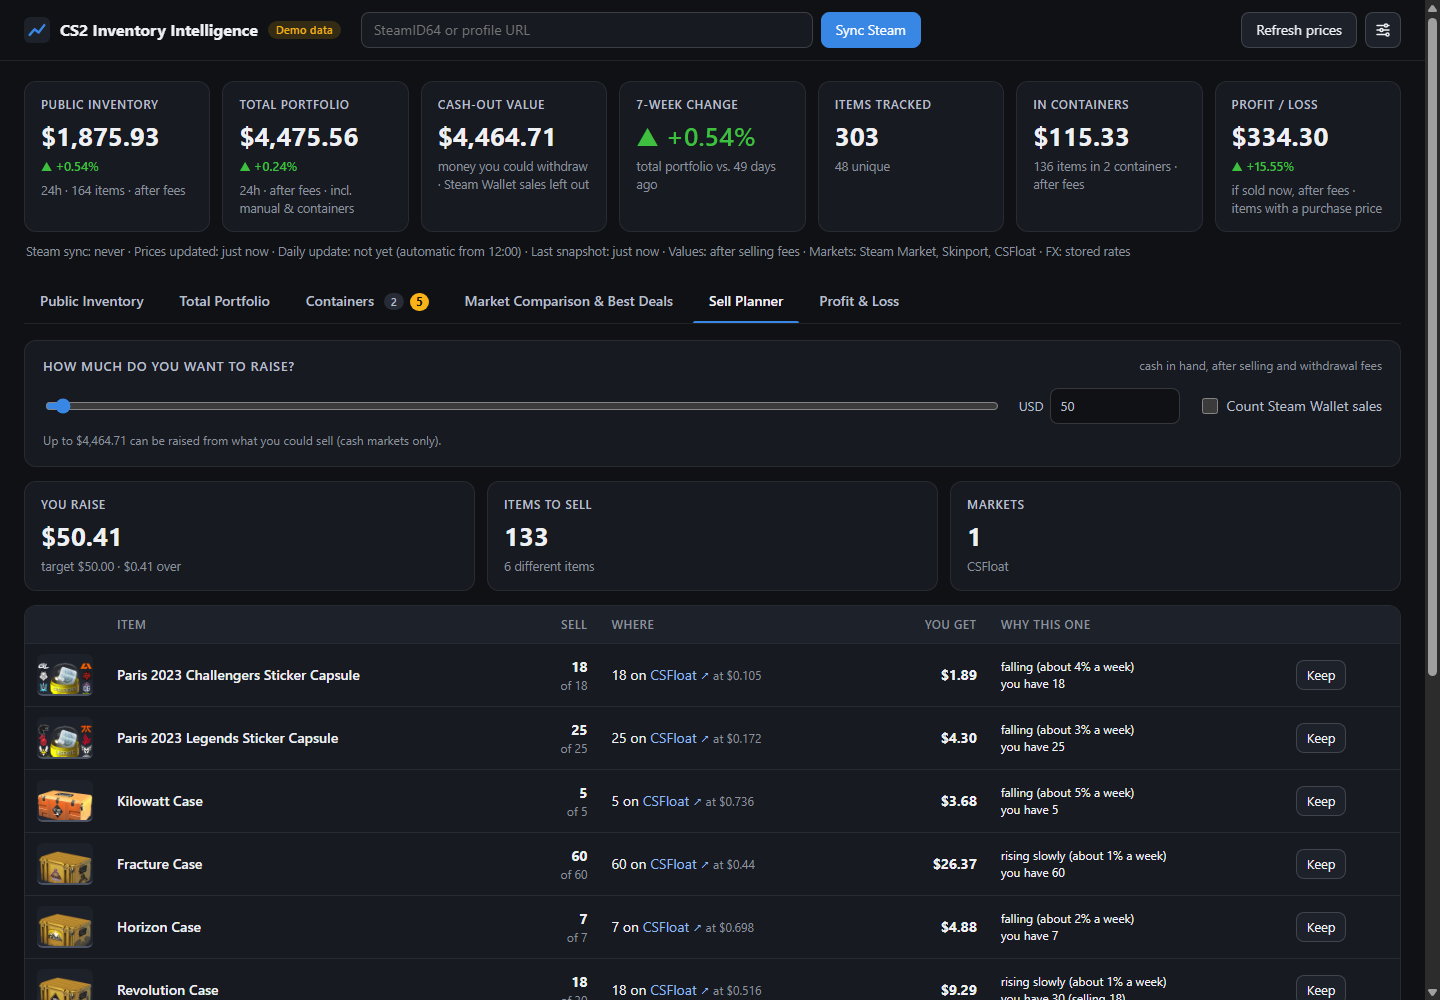 CS2 Inventory Intelligence
Demo data
SteamID64 or profile URL
Sync Steam
Refresh prices
PUBLIC INVENTORY
$1,875.93
▲ +0.54%
24h · 164 items · after fees
TOTAL PORTFOLIO
$4,475.56
▲ +0.24%
24h · after fees · incl.
manual & containers
CASH-OUT VALUE
$4,464.71
money you could withdraw
· Steam Wallet sales left out
7-WEEK CHANGE
▲ +0.54%
total portfolio vs. 49 days
ago
ITEMS TRACKED
303
48 unique
IN CONTAINERS
$115.33
136 items in 2 containers ·
after fees
PROFIT / LOSS
$334.30
▲ +15.55%
if sold now, after fees ·
items with a purchase price
Steam sync: never · Prices updated: just now · Daily update: not yet (automatic from 12:00) · Last snapshot: just now · Values: after selling fees · Markets: Steam Market, Skinport, CSFloat · FX: stored rates
Public Inventory
Total Portfolio
Containers 2 5
Market Comparison & Best Deals
Sell Planner
Profit & Loss
HOW MUCH DO YOU WANT TO RAISE?
cash in hand, after selling and withdrawal fees
USD 50
Count Steam Wallet sales
Up to $4,464.71 can be raised from what you could sell (cash markets only).
YOU RAISE
$50.41
target $50.00 · $0.41 over
ITEMS TO SELL
133
6 different items
MARKETS
1
CSFloat
ITEM SELL WHERE YOU GET WHY THIS ONE
Paris 2023 Challengers Sticker Capsule
18
of 18
18 on CSFloat ↗ at $0.105
$1.89
falling (about 4% a week)
you have 18
Keep
Paris 2023 Legends Sticker Capsule
25
of 25
25 on CSFloat ↗ at $0.172
$4.30
falling (about 3% a week)
you have 25
Keep
Kilowatt Case
5
of 5
5 on CSFloat ↗ at $0.736
$3.68
falling (about 5% a week)
you have 5
Keep
Fracture Case
60
of 60
60 on CSFloat ↗ at $0.44
$26.37
rising slowly (about 1% a week)
you have 60
Keep
Horizon Case
7
of 7
7 on CSFloat ↗ at $0.698
$4.88
falling (about 2% a week)
you have 7
Keep
Revolution Case
18
of 30
18 on CSFloat ↗ at $0.516
$9.29
rising slowly (about 1% a week)
you have 30 (selling 18)
Keep